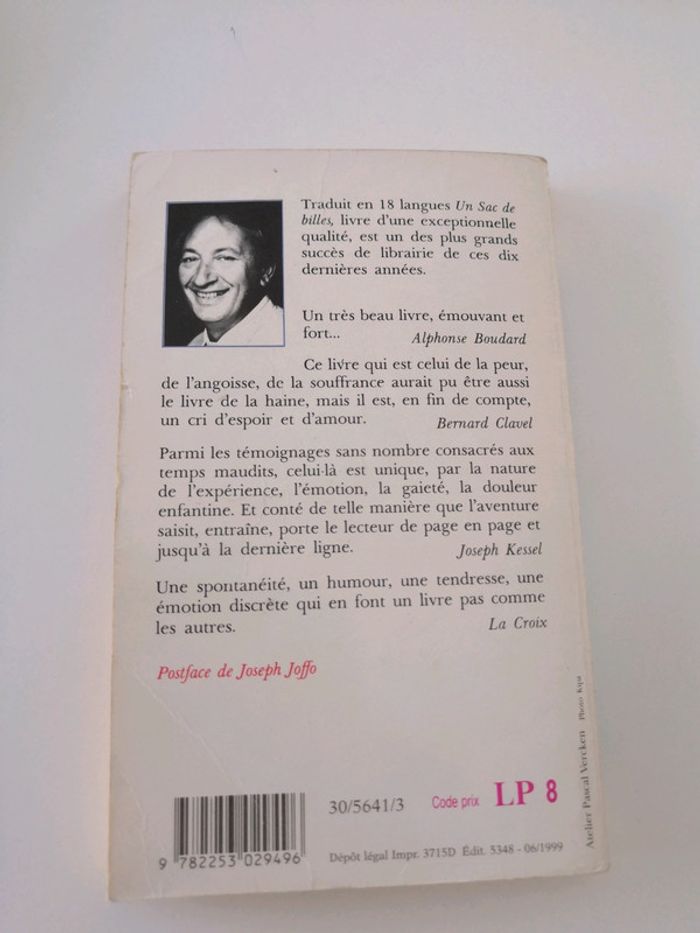 Traduit en 18 langues Un Sac de
billes, livre d'une exceptionnelle
qualité, est un des plus grands
succès de librairie de ces dix
dernières années.
Un très beau livre, émouvant et
fort... Alphonse Boudard
Ce livre qui est celui de la peur,
de l'angoisse, de la souffrance aurait pu être aussi
le livre de la haine, mais il est, en fin de compte,
un cri d'espoir et d'amour. Bernard Clavel
Parmi les témoignages sans nombre consacrés aux
temps maudits, celui-là est unique, par la nature
de l'expérience, l'émotion, la gaieté, la douleur
enfantine. Et conté de telle manière que l'aventure
saisit, entraîne, porte le lecteur de page en page et
jusqu'à la dernière ligne. Joseph Kessel
Une spontanéité, un humour, une tendresse, une
émotion discrète qui en font un livre pas comme
les autres. La Croix
Postface de Joseph Joffo
30/5641/3 Code prix LP 8
9 782253 029496
Dépôt légal Impr. 3715D Édit. 5348 - 06/1999
Atelier Pascal Vercken Photo